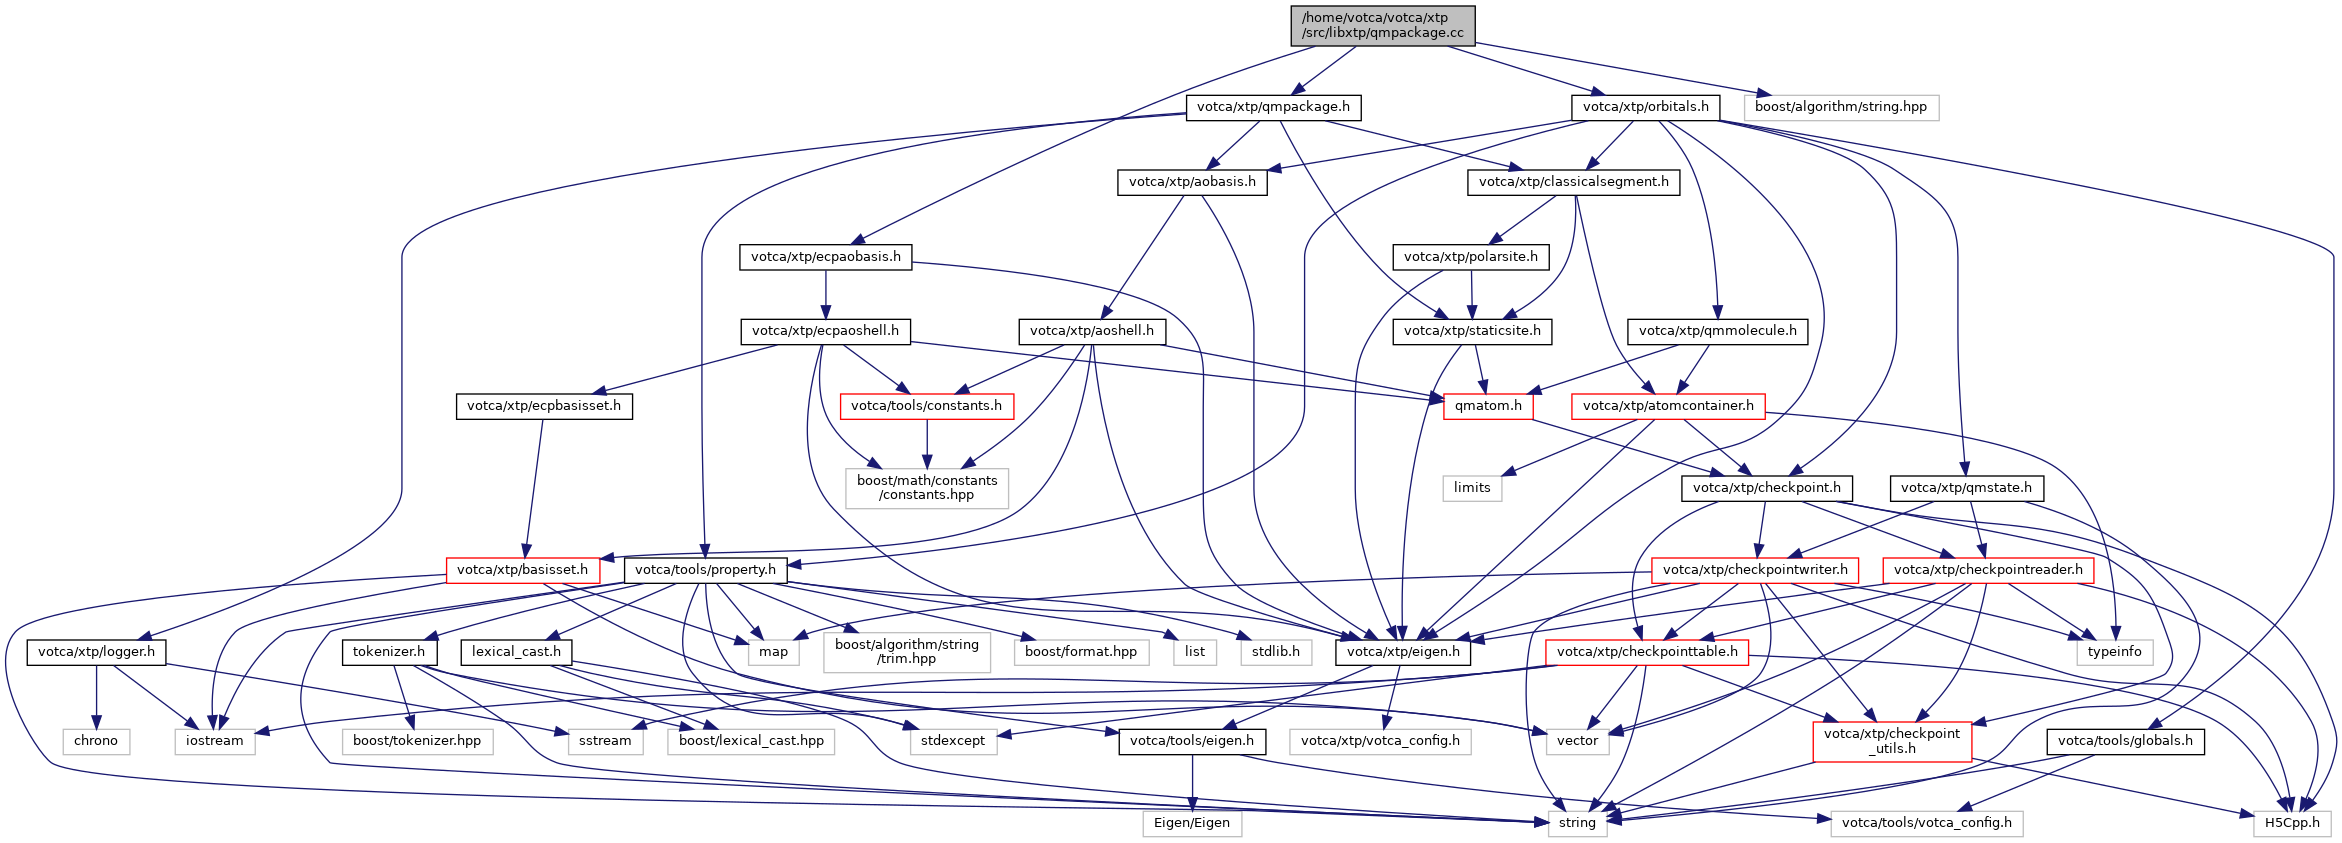 /home/votca/votca/xtp
/src/libxtp/qmpackage.cc
votca/xtp/qmpackage.h
votca/xtp/orbitals.h
boost/algorithm/string.hpp
votca/xtp/aobasis.h
votca/xtp/classicalsegment.h
votca/xtp/ecpaobasis.h
votca/xtp/polarsite.h
votca/xtp/ecpaoshell.h
votca/xtp/aoshell.h
votca/xtp/staticsite.h
votca/xtp/qmmolecule.h
votca/xtp/ecpbasisset.h
votca/tools/constants.h
qmatom.h
votca/xtp/atomcontainer.h
boost/math/constants
/constants.hpp
limits
votca/xtp/checkpoint.h
votca/xtp/qmstate.h
votca/xtp/basisset.h
votca/tools/property.h
votca/xtp/checkpointwriter.h
votca/xtp/checkpointreader.h
votca/xtp/logger.h
tokenizer.h
lexical_cast.h
map
boost/algorithm/string
/trim.hpp
boost/format.hpp
list
stdlib.h
votca/xtp/eigen.h
votca/xtp/checkpointtable.h
typeinfo
chrono
iostream
boost/tokenizer.hpp
sstream
boost/lexical_cast.hpp
stdexcept
votca/tools/eigen.h
votca/xtp/votca_config.h
vector
votca/xtp/checkpoint
_utils.h
votca/tools/globals.h
Eigen/Eigen
string
votca/tools/votca_config.h
H5Cpp.h